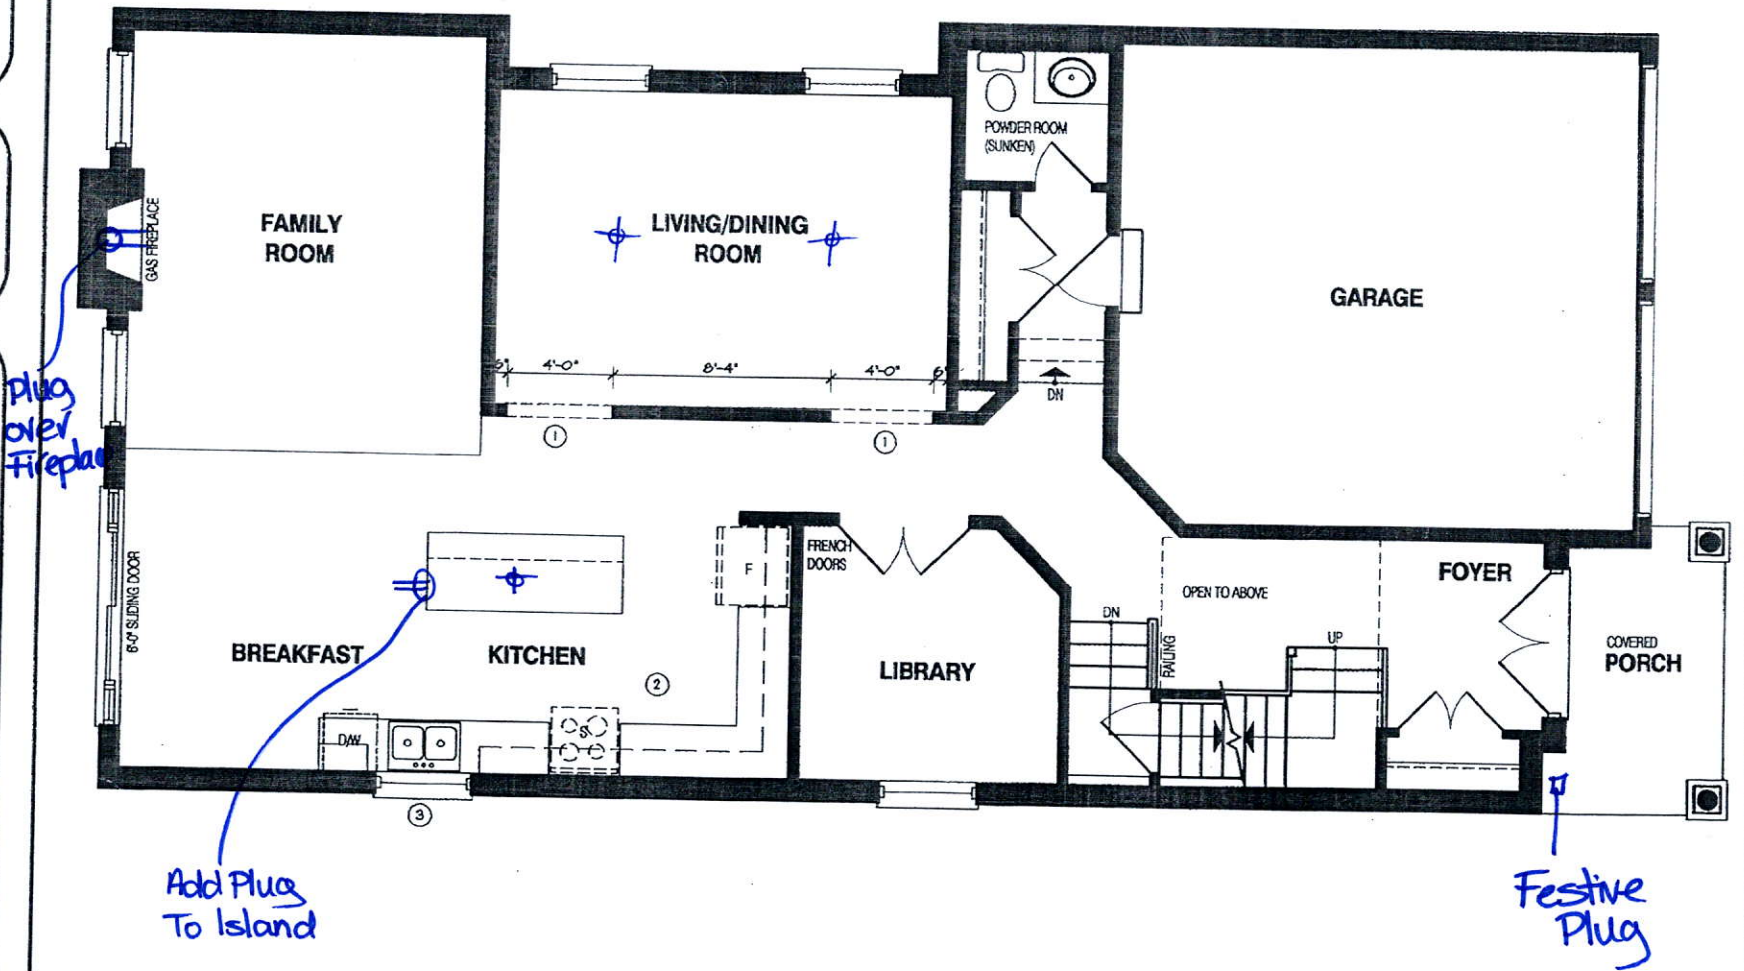 POWDER ROOM
(SUNKEN)
GAS FIREPLACE
FAMILY
ROOM
LIVING/DINING
ROOM
GARAGE
6"
4'-0"
8'-4"
4'-0"
6"
DN
Plug
over
Fireplac
1
1
6'-0" SLIDING DOOR
F
FRENCH
DOORS
FOYER
OPEN TO ABOVE
DN
RAILING
UP
BREAKFAST
KITCHEN
2
LIBRARY
COVERED
PORCH
D/W
S
3
Add Plug
To Island
Festive
Plug